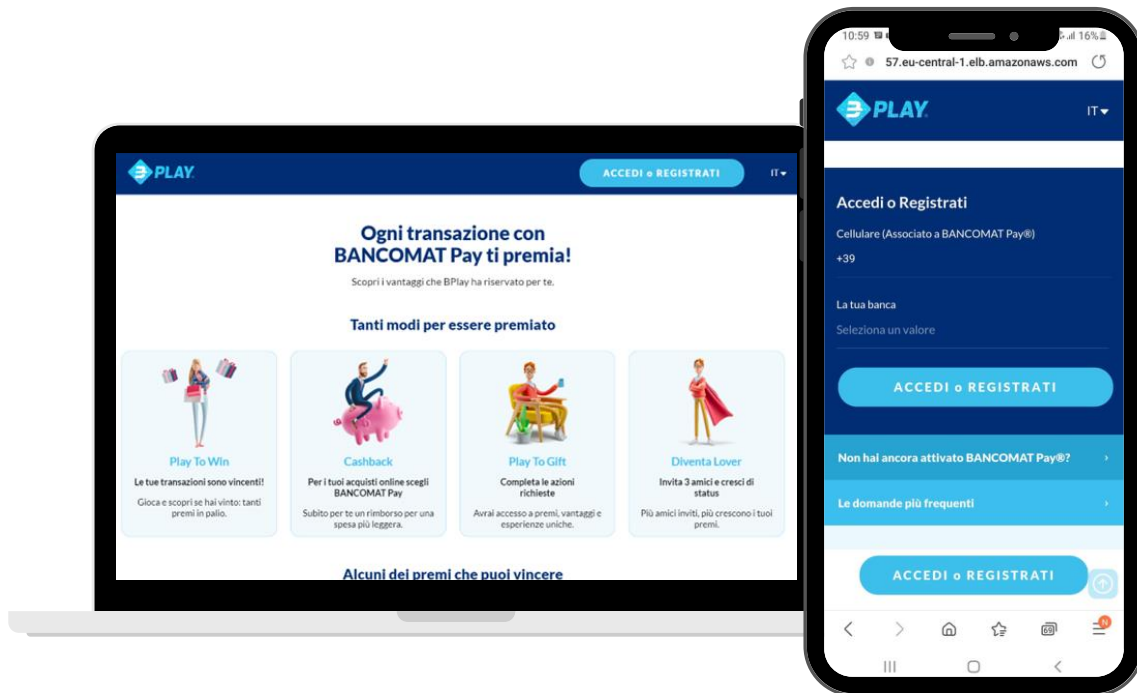 PLAY
ACCEDI o REGISTRATI
IT
Ogni transazione con
BANCOMAT Pay ti premia!
Scopri i vantaggi che BPlay ha riservato per te.
Tanti modi per essere premiato
Play To Win
Le tue transazioni sono vincenti!
Gioca e scopri se hai vinto: tanti
premi in palio.
Cashback
Per i tuoi acquisti online scegli
BANCOMAT Pay
Subito per te un rimborso per una
spesa più leggera.
Play To Gift
Completa le azioni
richieste
Avrai accesso a premi, vantaggi e
esperienze uniche.
Diventa Lover
Invita 3 amici e cresci di
status
Più amici inviti, più crescono i tuoi
premi.
Alcuni dei premi che puoi vincere
10:59
16%
57.eu-central-1.elb.amazonaws.com
PLAY
IT
Accedi o Registrati
Cellulare (Associato a BANCOMAT Pay®)
+39
La tua banca
Seleziona un valore
ACCEDI o REGISTRATI
Non hai ancora attivato BANCOMAT Pay®?
Le domande più frequenti
ACCEDI o REGISTRATI
69
N